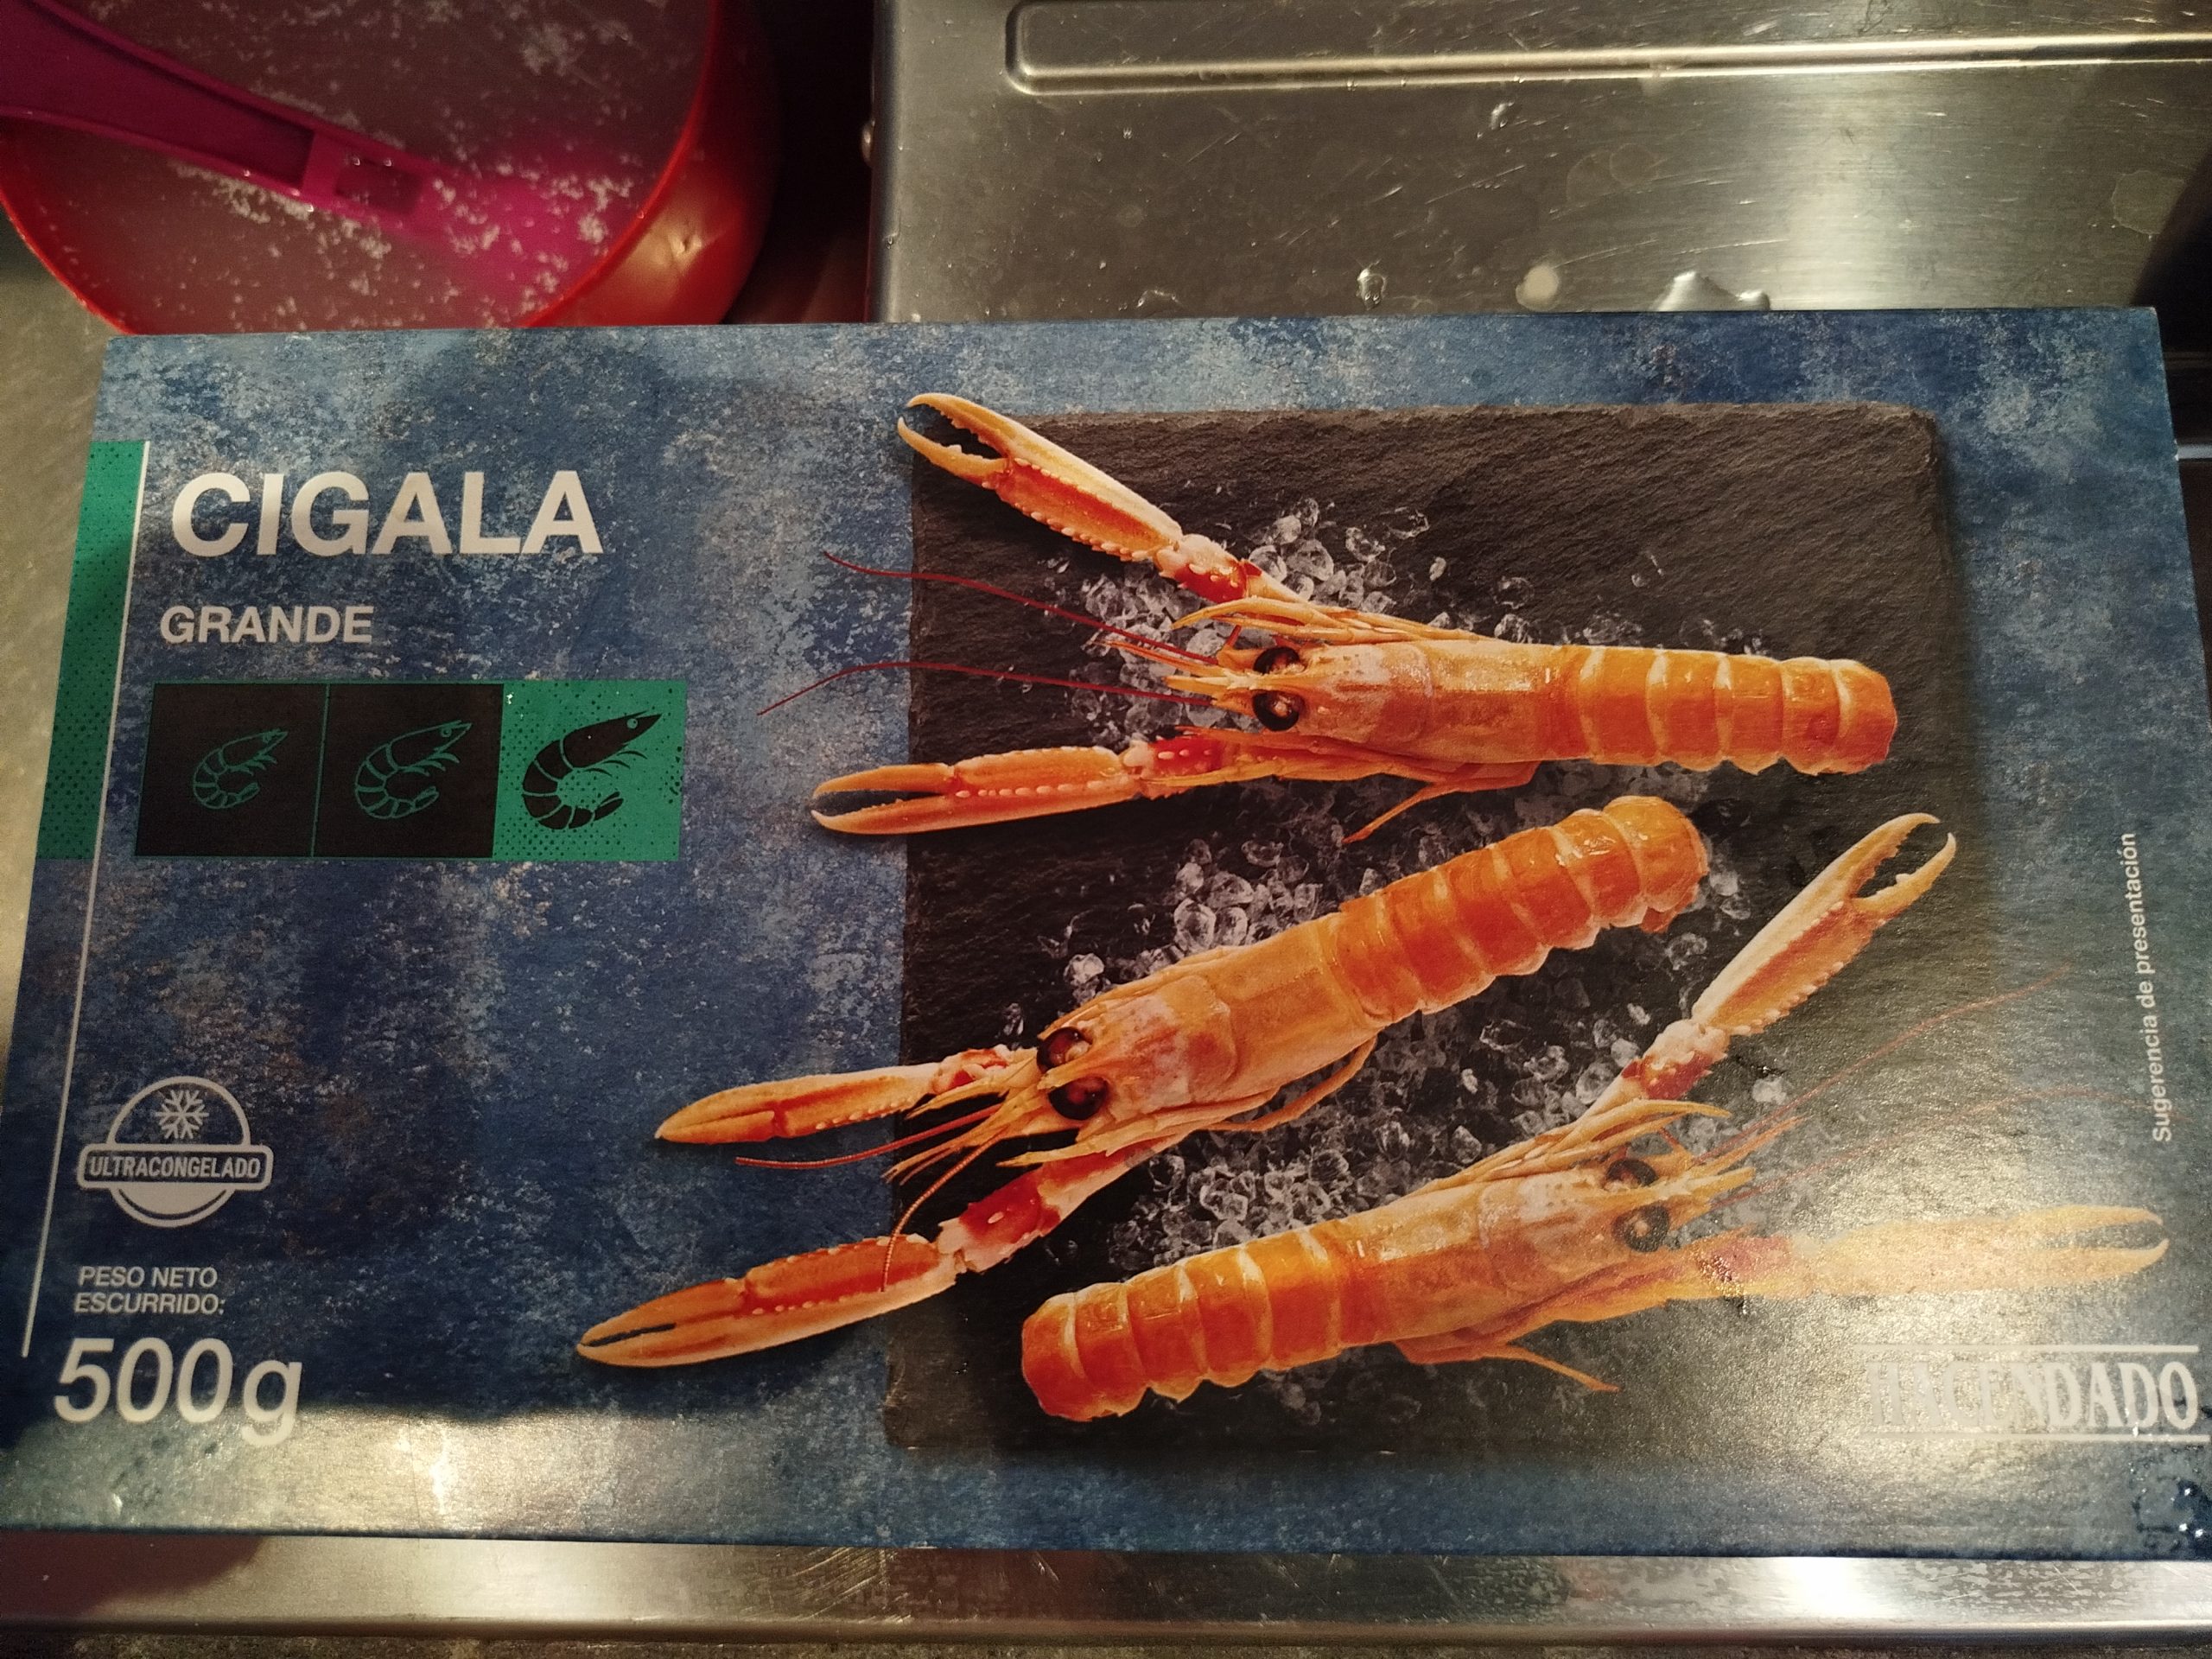 CIGALA
GRANDE
ULTRACONGELADO
PESO NETO
ESCURRIDO:
500g
Sugerencia de presentación
HACENDADO